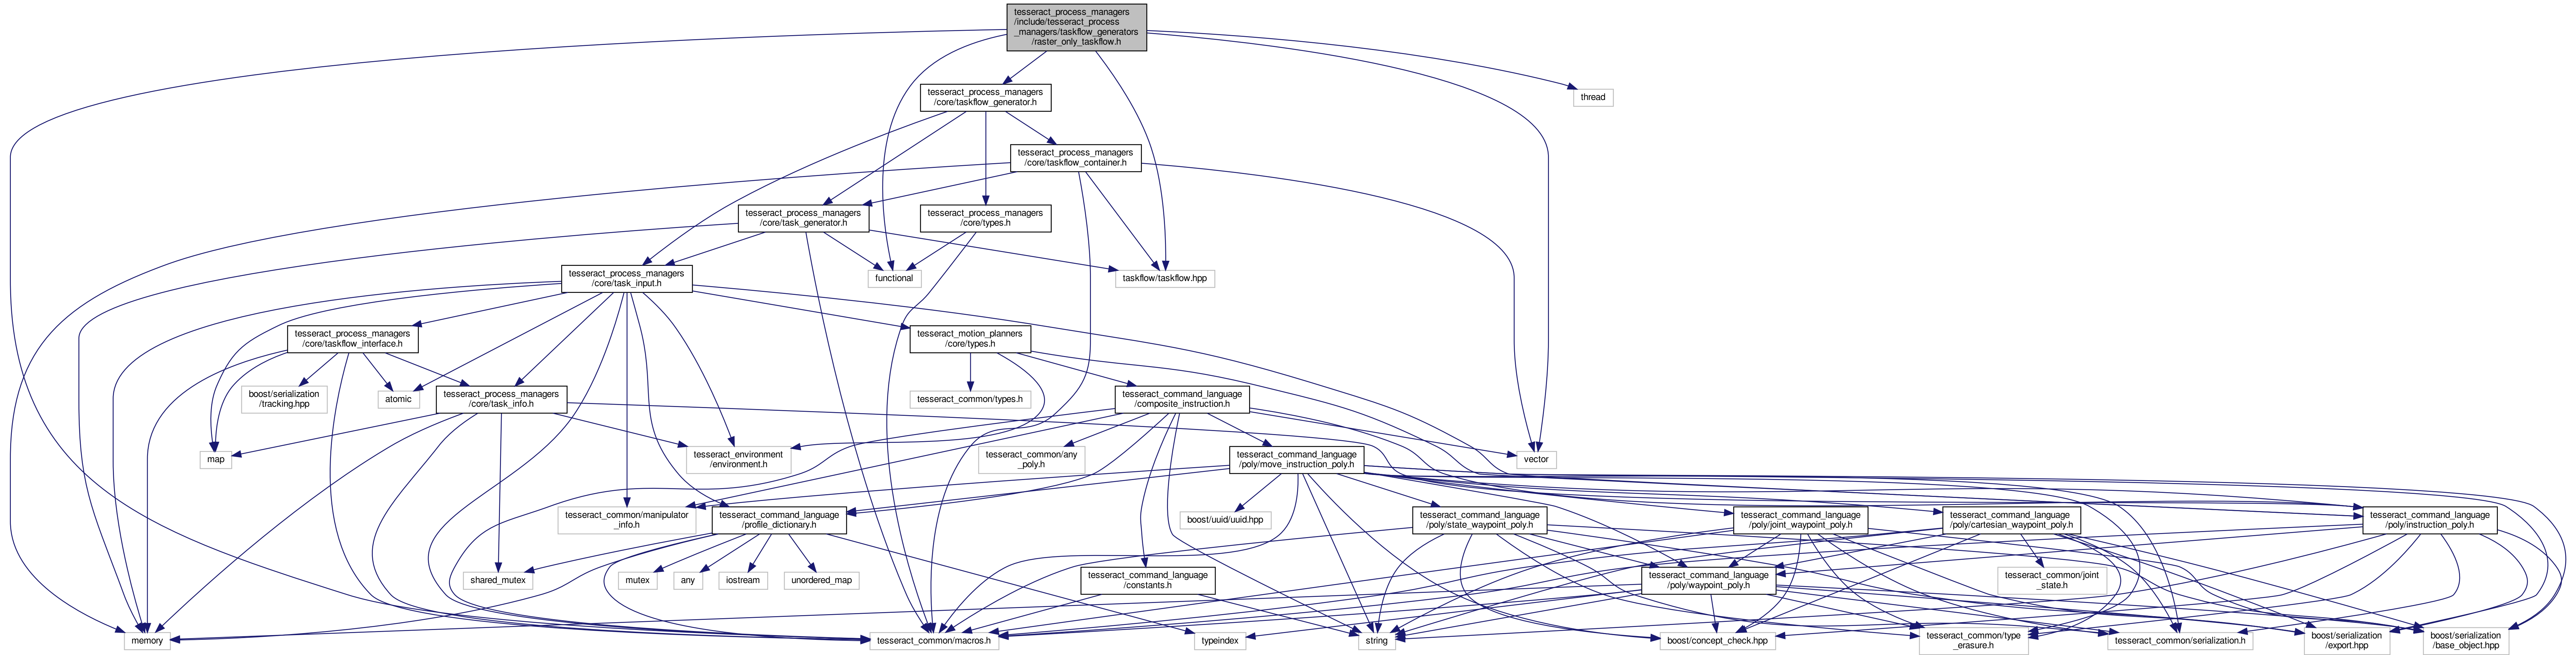 tesseract_process_managers
/include/tesseract_process
_managers/taskflow_generators
/raster_only_taskflow.h
tesseract_process_managers
/core/taskflow_generator.h
thread
tesseract_process_managers
/core/taskflow_container.h
tesseract_process_managers
/core/task_generator.h
tesseract_process_managers
/core/types.h
tesseract_process_managers
/core/task_input.h
functional
taskflow/taskflow.hpp
tesseract_process_managers
/core/taskflow_interface.h
tesseract_motion_planners
/core/types.h
boost/serialization
/tracking.hpp
atomic
tesseract_process_managers
/core/task_info.h
tesseract_common/types.h
tesseract_command_language
/composite_instruction.h
map
tesseract_environment
/environment.h
tesseract_common/any
_poly.h
tesseract_command_language
/poly/move_instruction_poly.h
vector
tesseract_common/manipulator
_info.h
tesseract_command_language
/profile_dictionary.h
boost/uuid/uuid.hpp
tesseract_command_language
/poly/state_waypoint_poly.h
tesseract_command_language
/poly/joint_waypoint_poly.h
tesseract_command_language
/poly/cartesian_waypoint_poly.h
tesseract_command_language
/poly/instruction_poly.h
shared_mutex
mutex
any
iostream
unordered_map
tesseract_command_language
/constants.h
tesseract_command_language
/poly/waypoint_poly.h
tesseract_common/joint
_state.h
memory
tesseract_common/macros.h
typeindex
string
boost/concept_check.hpp
tesseract_common/type
_erasure.h
tesseract_common/serialization.h
boost/serialization
/export.hpp
boost/serialization
/base_object.hpp